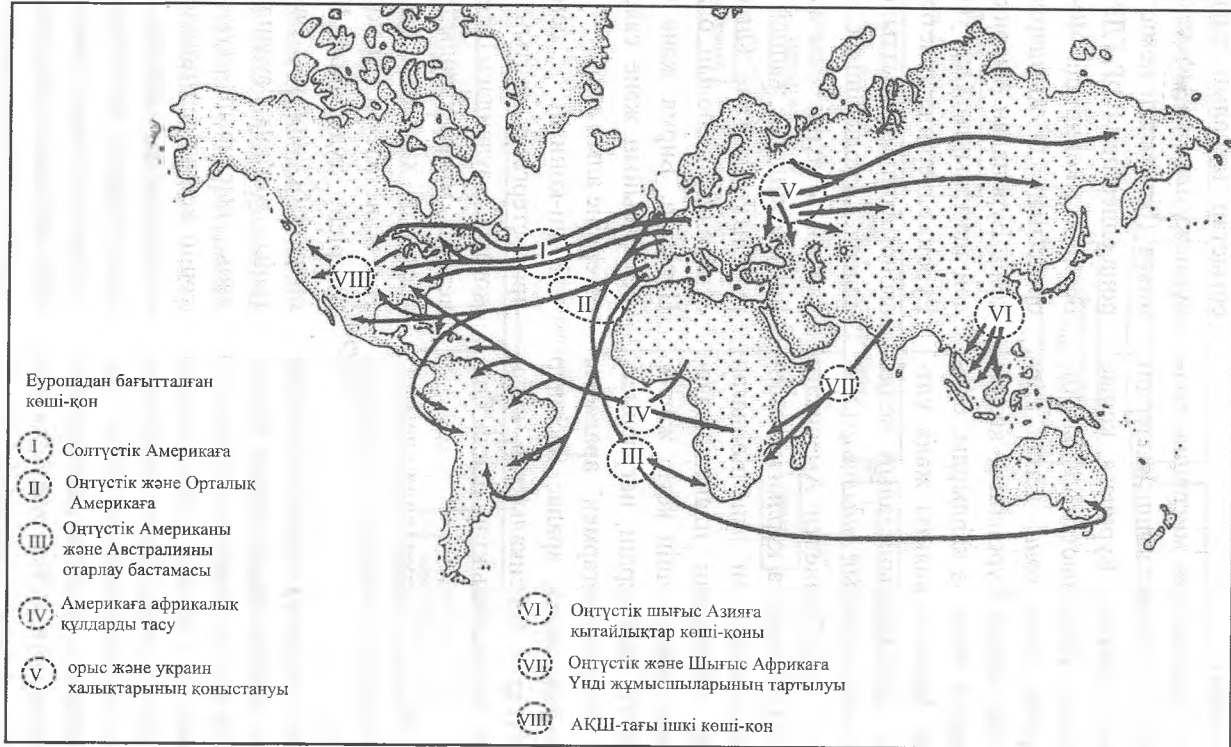 I
II
III
IV
V
VI
VII
VIII
Еуропадан бағытталған
көші-қон
I Солтүстік Америкаға
II Оңтүстік және Орталық
Америкаға
III Оңтүстік Американы
және Австралияны
отарлау бастамасы
IV Америкаға африкалық
құлдарды тасу
V орыс және украин
халықтарының қоныстануы
VI Оңтүстік шығыс Азияға
қытайлықтар көші-қоны
VII Оңтүстік және Шығыс Африкаға
Үнді жұмысшыларының тартылуы
VIII АҚШ-тағы ішкі көші-қон